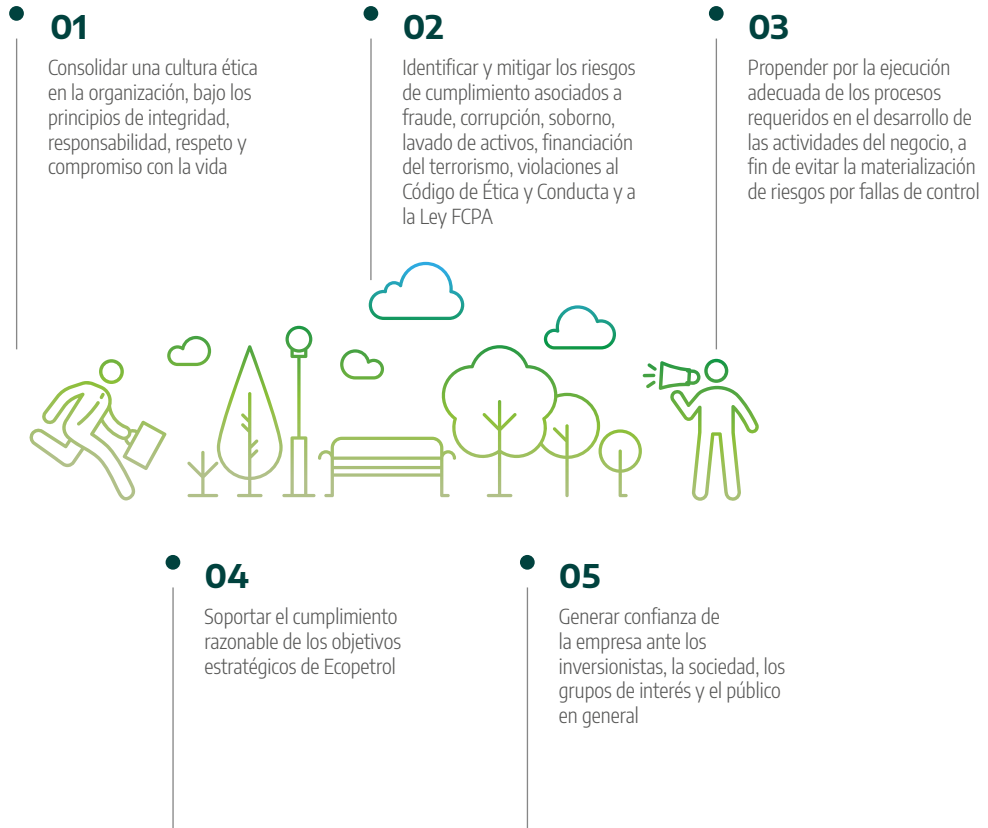 01
Consolidar una cultura ética
en la organización, bajo los
principios de integridad,
responsabilidad, respeto y
compromiso con la vida
02
Identificar y mitigar los riesgos
de cumplimiento asociados a
fraude, corrupción, soborno,
lavado de activos, financiación
del terrorismo, violaciones al
Código de Ética y Conducta y a
la Ley FCPA
03
Propender por la ejecución
adecuada de los procesos
requeridos en el desarrollo de
las actividades del negocio, a
fin de evitar la materialización
de riesgos por fallas de control
04
Soportar el cumplimiento
razonable de los objetivos
estratégicos de Ecopetrol
05
Generar confianza de
la empresa ante los
inversionistas, la sociedad, los
grupos de interés y el público
en general